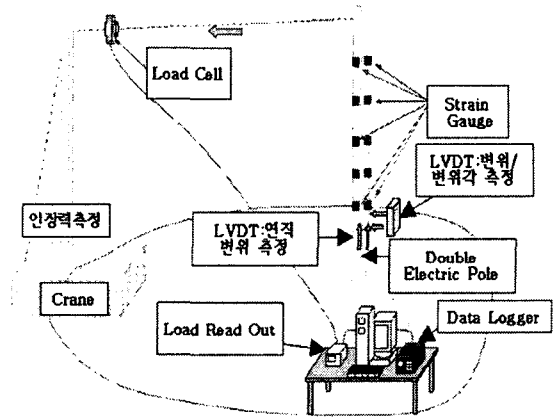 Load Cell
Strain
Gauge
LVDT:변위/
변위각 측정
인장력측정
LVDT:연직
변위 측정
Double
Electric Pole
Crane
Load Read Out
Data Logger